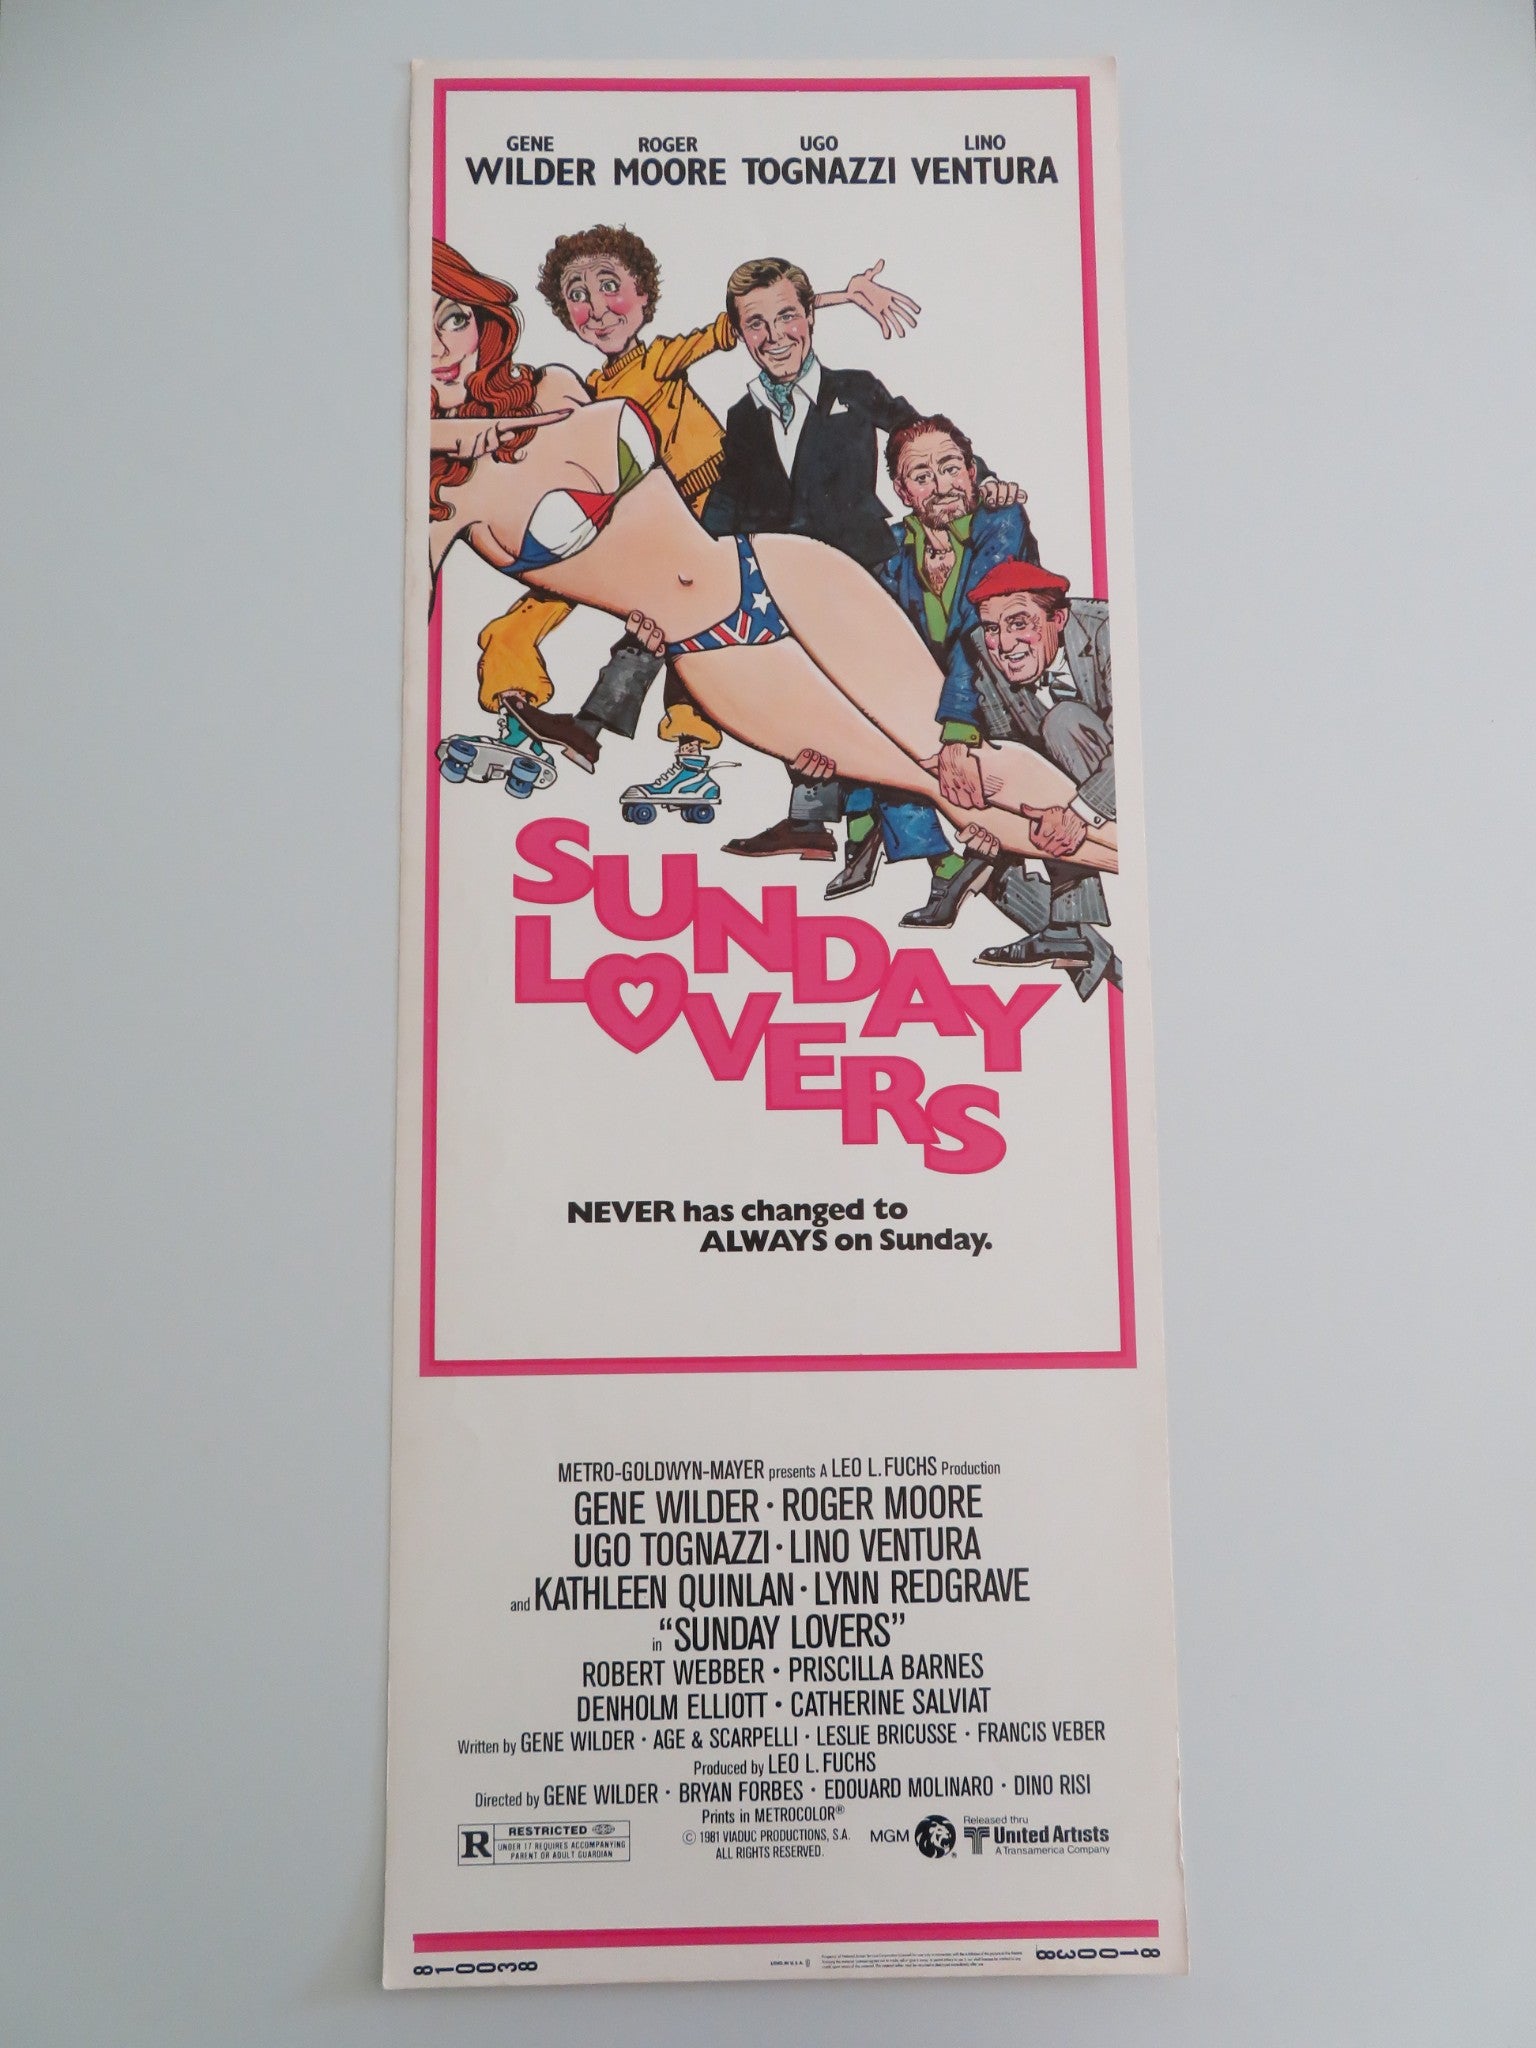 GENE ROGER UGO LINO
WILDER MOORE TOGNAZZI VENTURA
SUNDAY
LOVERS
NEVER has changed to
ALWAYS on Sunday.
METRO-GOLDWYN-MAYER presents A LEO L. FUCHS Production
GENE WILDER · ROGER MOORE
UGO TOGNAZZI · LINO VENTURA
and KATHLEEN QUINLAN · LYNN REDGRAVE
in "SUNDAY LOVERS"
ROBERT WEBBER · PRISCILLA BARNES
DENHOLM ELLIOTT · CATHERINE SALVIAT
Written by GENE WILDER · AGE & SCARPELLI · LESLIE BRICUSSE · FRANCIS VEBER
Produced by LEO L. FUCHS
Directed by GENE WILDER · BRYAN FORBES · EDOUARD MOLINARO · DINO RISI
Prints in METROCOLOR®
R RESTRICTED
UNDER 17 REQUIRES ACCOMPANYING
PARENT OR ADULT GUARDIAN
© 1981 VIADUC PRODUCTIONS, S.A.
ALL RIGHTS RESERVED.
MGM
Released thru
United Artists
A Transamerica Company
810038
810038